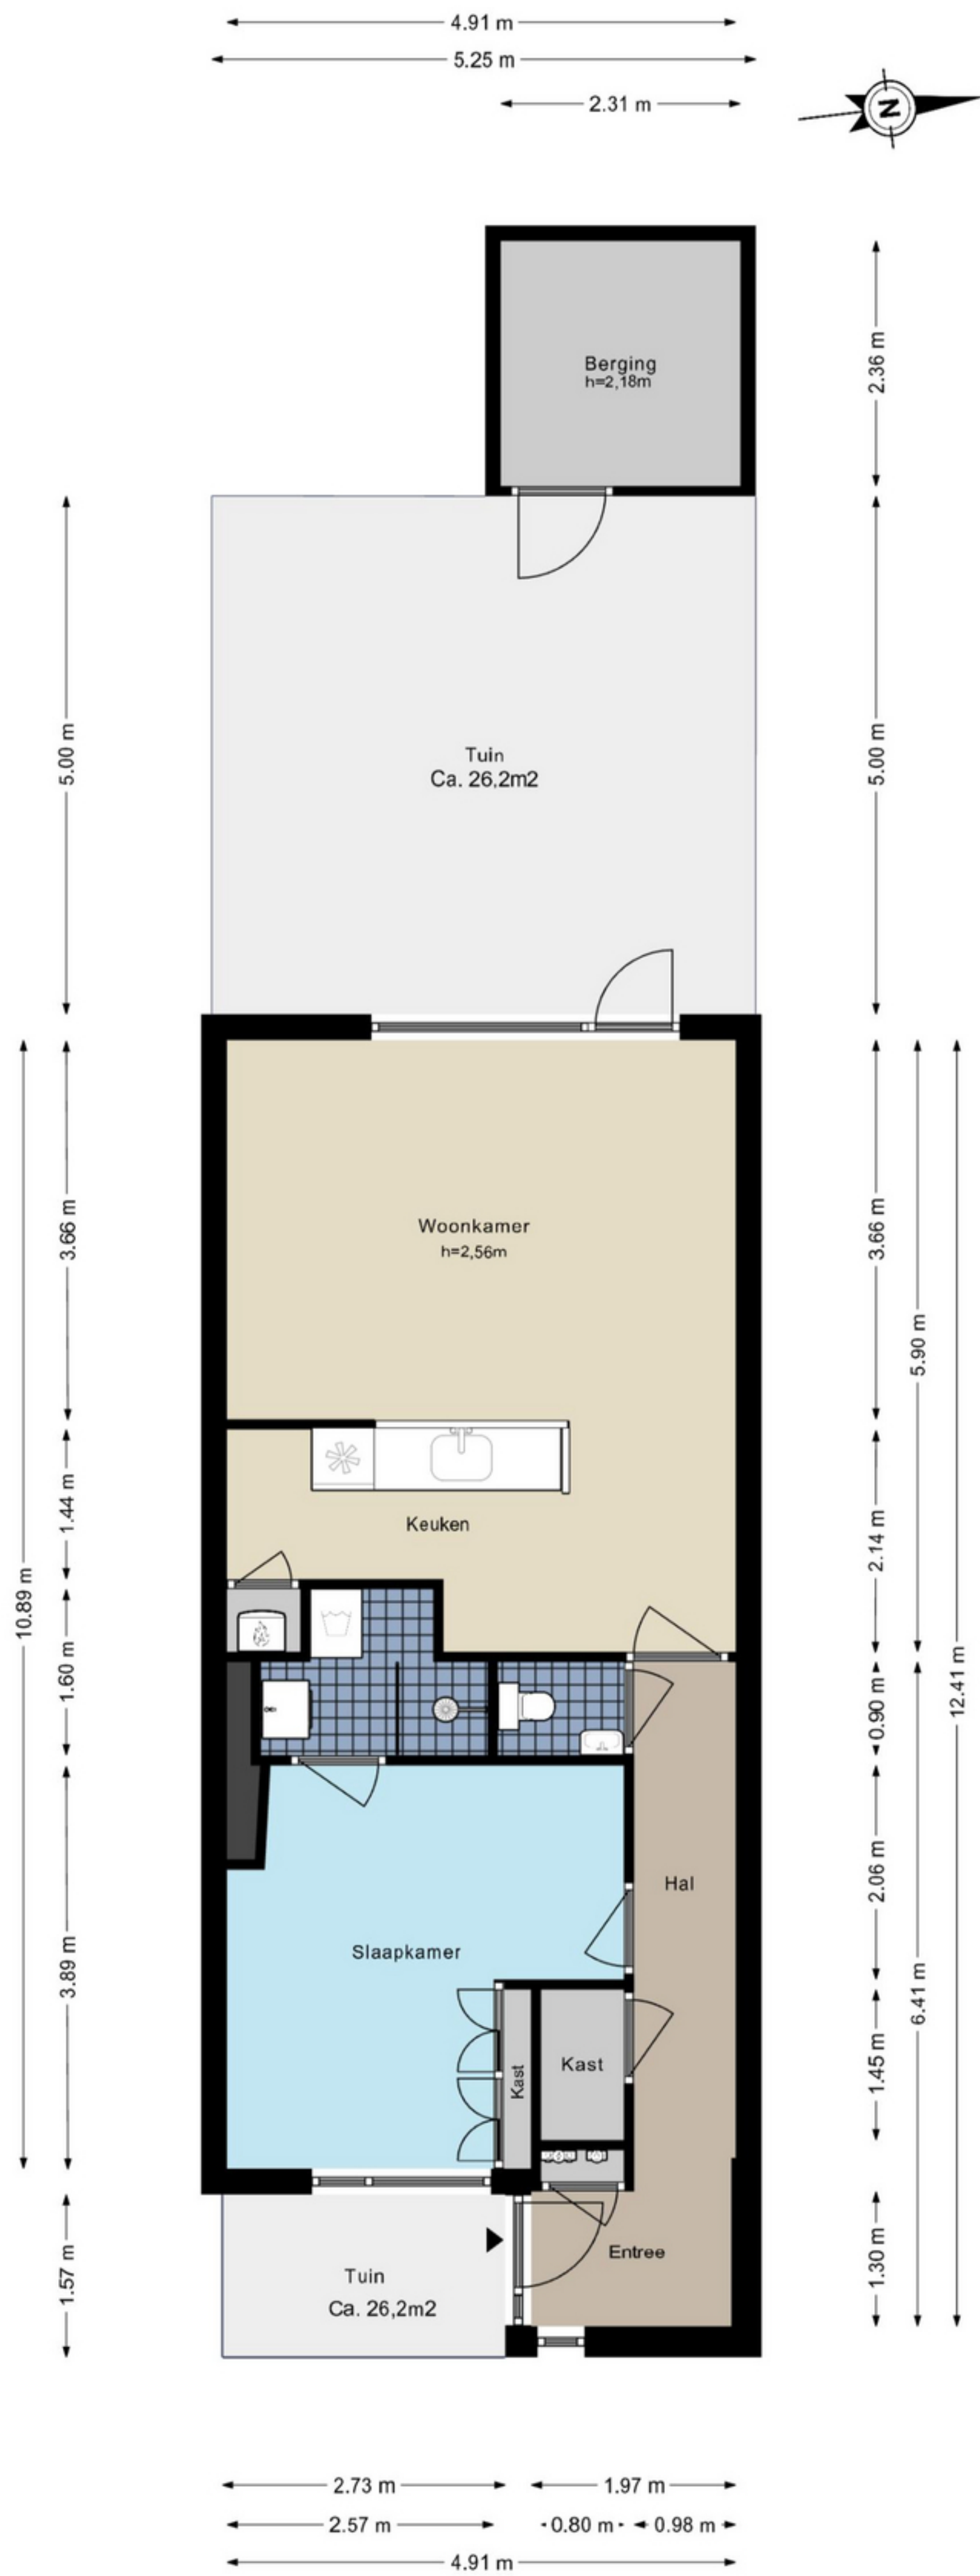 4.91 m
5.25 m
2.31 m
N
Berging
h=2,18m
2.36 m
5.00 m
5.00 m
Tuin
Ca. 26,2m2
Woonkamer
h=2,56m
3.66 m
3.66 m
5.90 m
Keuken
1.44 m
2.14 m
10.89 m
1.60 m
0.90 m
12.41 m
2.06 m
Hal
Slaapkamer
3.89 m
6.41 m
Kast
Kast
1.45 m
Entree
1.30 m
1.57 m
Tuin
Ca. 26,2m2
2.73 m
1.97 m
2.57 m
0.80 m
0.98 m
4.91 m